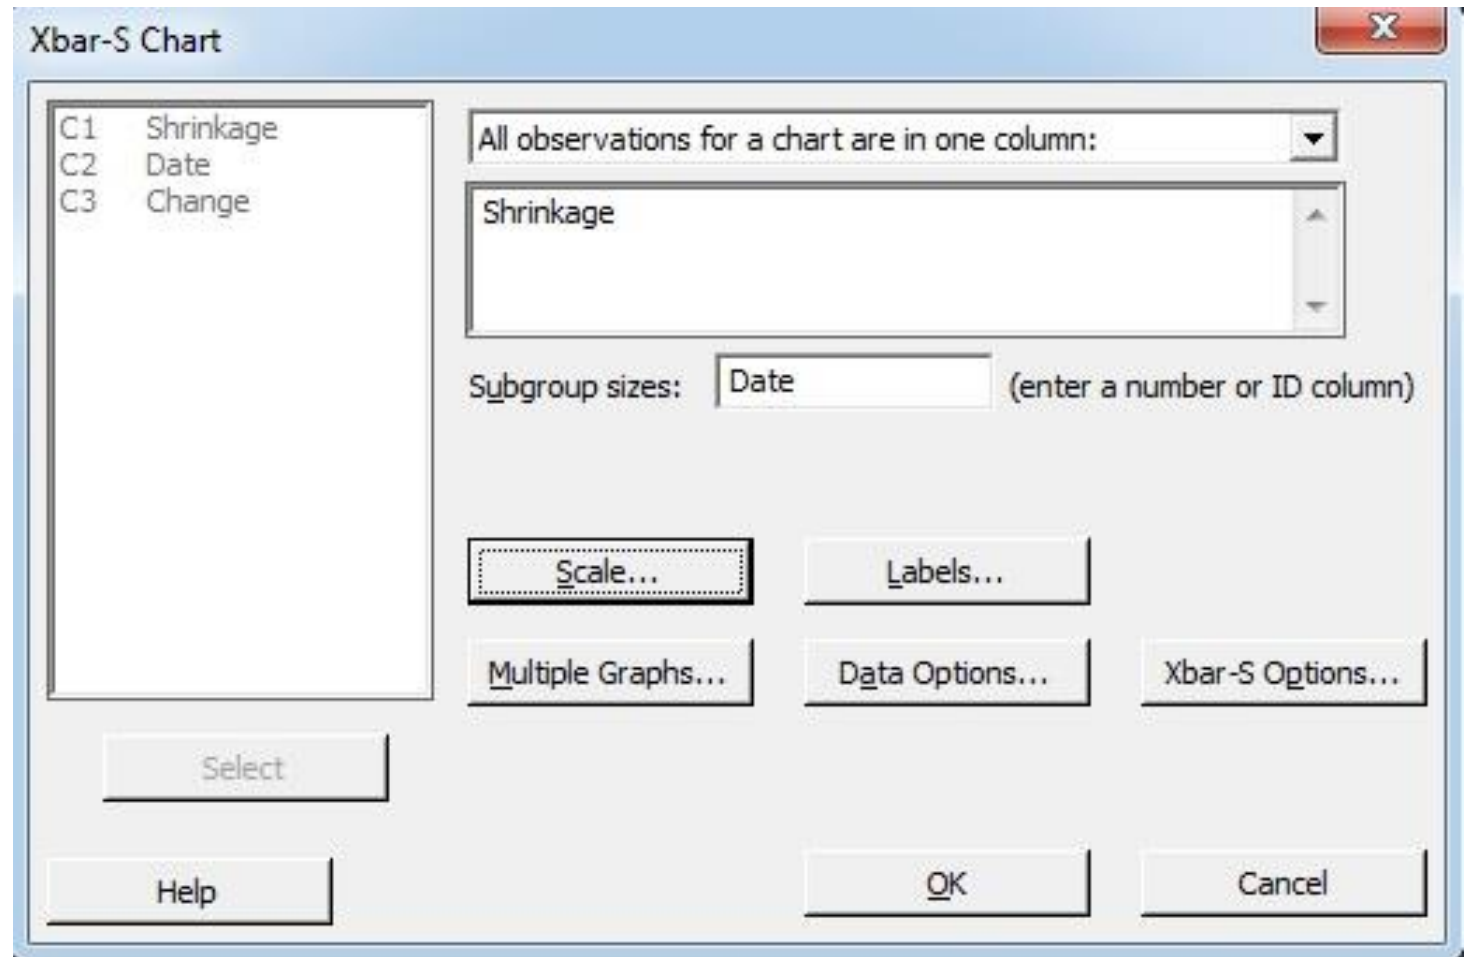 Xbar-S Chart
C1 Shrinkage
C2 Date
C3 Change
All observations for a chart are in one column:
Shrinkage
Subgroup sizes: Date (enter a number or ID column)
Scale... Labels...
Multiple Graphs... Data Options... Xbar-S Options...
Select
Help OK Cancel